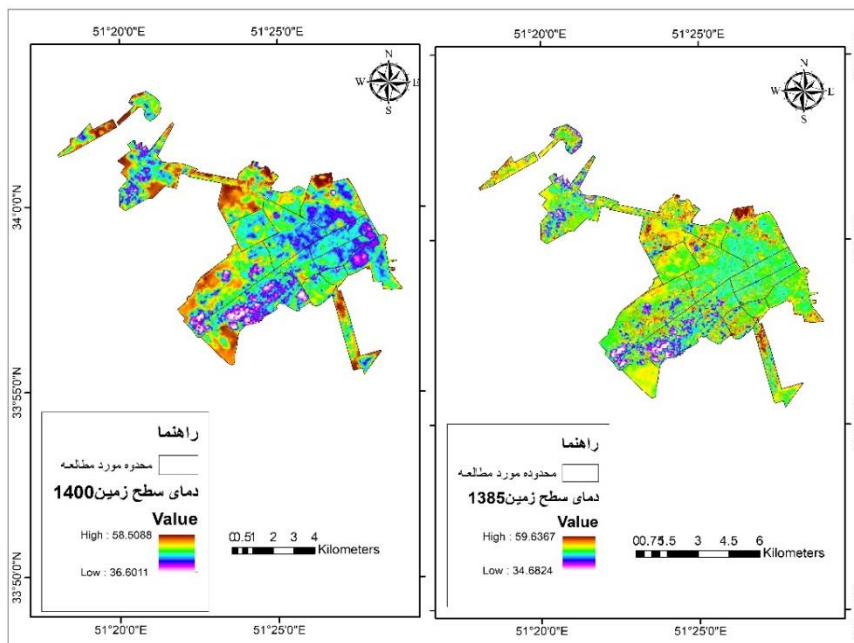 51°20'0"E 51°25'0"E
N
W E
S
34°0'0"N
33°55'0"N
33°50'0"N
راهنما
محدوه مورد مطالعه
دمای سطح زمین1400
Value
High : 58.5088
Low : 36.6011
0 0.5 1 2 3 4
Kilometers
51°20'0"E 51°25'0"E
51°20'0"E 51°25'0"E
N
W E
S
راهنما
محدوده مورد مطالعه
دمای سطح زمین1385
Value
High : 59.6367
Low : 34.6824
0 0.75 1.5 3 4.5 6
Kilometers
51°20'0"E 51°25'0"E